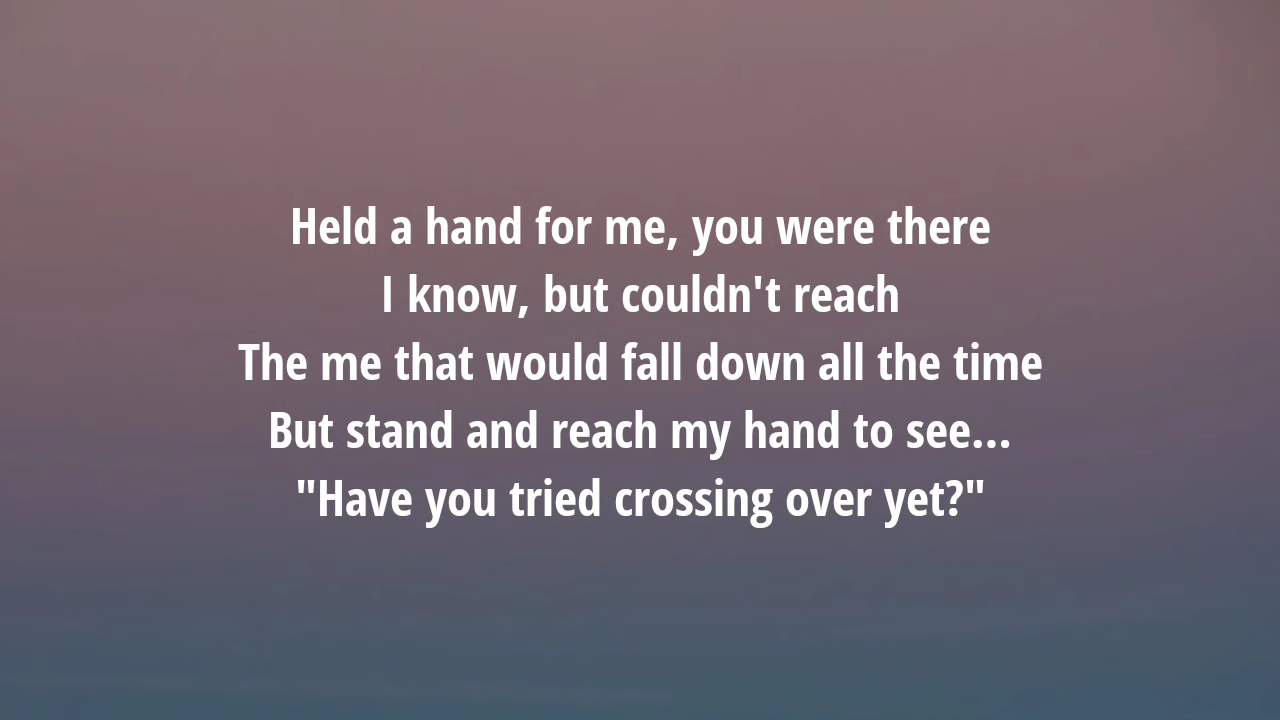 Held a hand for me, you were there
I know, but couldn't reach
The me that would fall down all the time
But stand and reach my hand to see...
"Have you tried crossing over yet?"